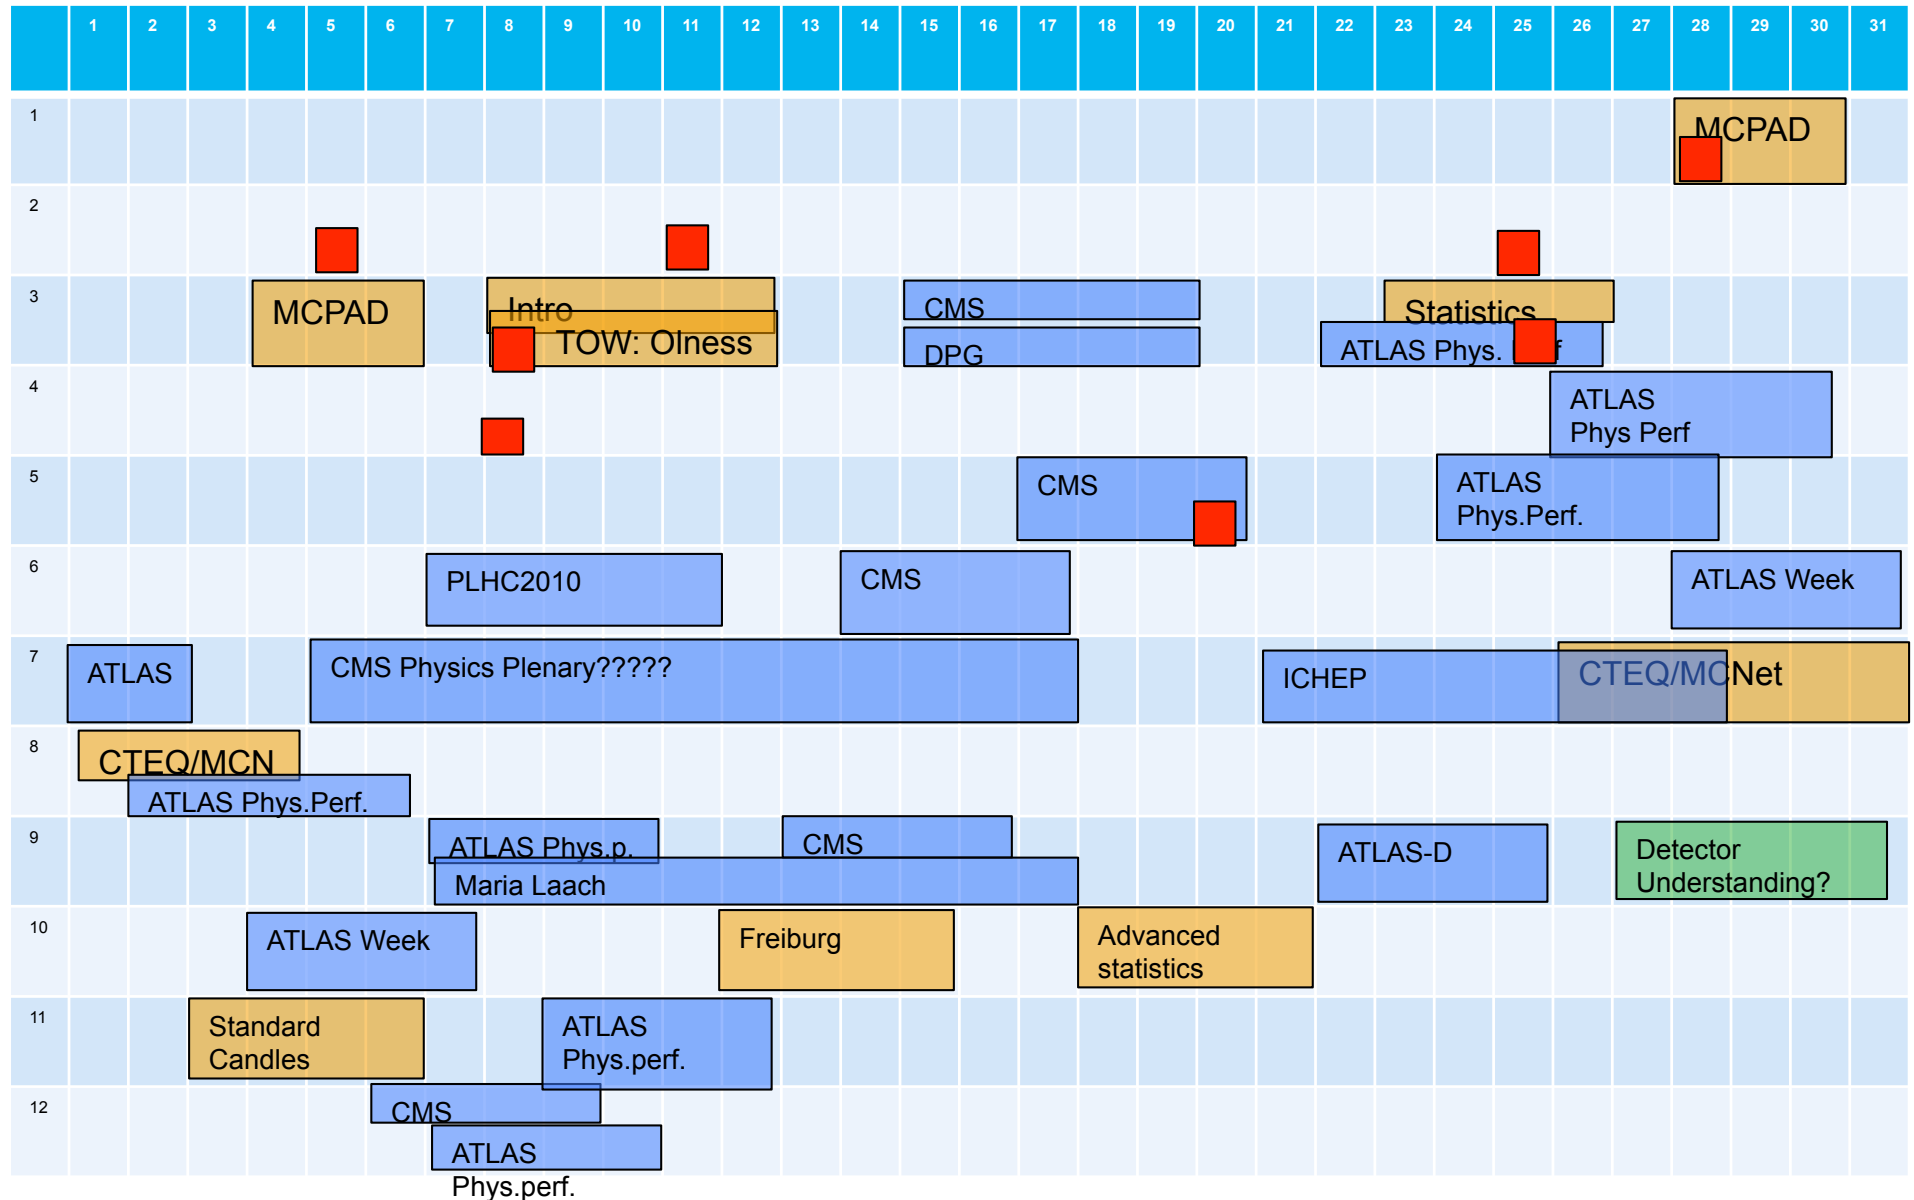 1 2 3 4 5 6 7 8 9 10 11 12 13 14 15 16 17 18 19 20 21 22 23 24 25 26 27 28 29 30 31
1
MCPAD
2
3
MCPAD
Intro
TOW: Olness
CMS
DPG
Statistics
ATLAS Phys.
4
ATLAS
Phys Perf
5
CMS
ATLAS
Phys.Perf.
6
PLHC2010
CMS
ATLAS Week
7
ATLAS
CMS Physics Plenary?????
ICHEP
CTEQ/MCNet
8
CTEQ/MCN
ATLAS Phys.Perf.
9
ATLAS Phys.p.
Maria Laach
CMS
ATLAS-D
Detector
Understanding?
10
ATLAS Week
Freiburg
Advanced
statistics
11
Standard
Candles
ATLAS
Phys.perf.
12
CMS
ATLAS
Phys.perf.